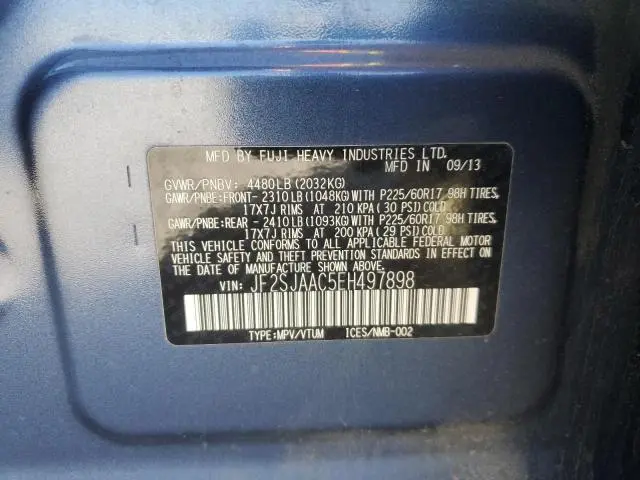 MFD BY FUJI HEAVY INDUSTRIES LTD.
MFD IN 09/13
GVWR/PNBV: 4480LB(2032KG)
GAWR/PNBE:FRONT- 2310LB(1048KG)WITH P225/60R17 98H TIRES,
17X7J RIMS AT 210 KPA(30 PSI)COLD
GAWR/PNBE:REAR - 2410LB(1093KG)WITH P225/60R17 98H TIRES,
17X7J RIMS AT 200 KPA(29 PSI)COLD
THIS VEHICLE CONFORMS TO ALL APPLICABLE FEDERAL MOTOR
VEHICLE SAFETY AND THEFT PREVENTION STANDARDS IN EFFECT
ON THE DATE OF MANUFACTURE SHOWN ABOVE.
VIN: JF2SJAAC5EH497898
TYPE:MPV/VTUM ICES/NMB-002